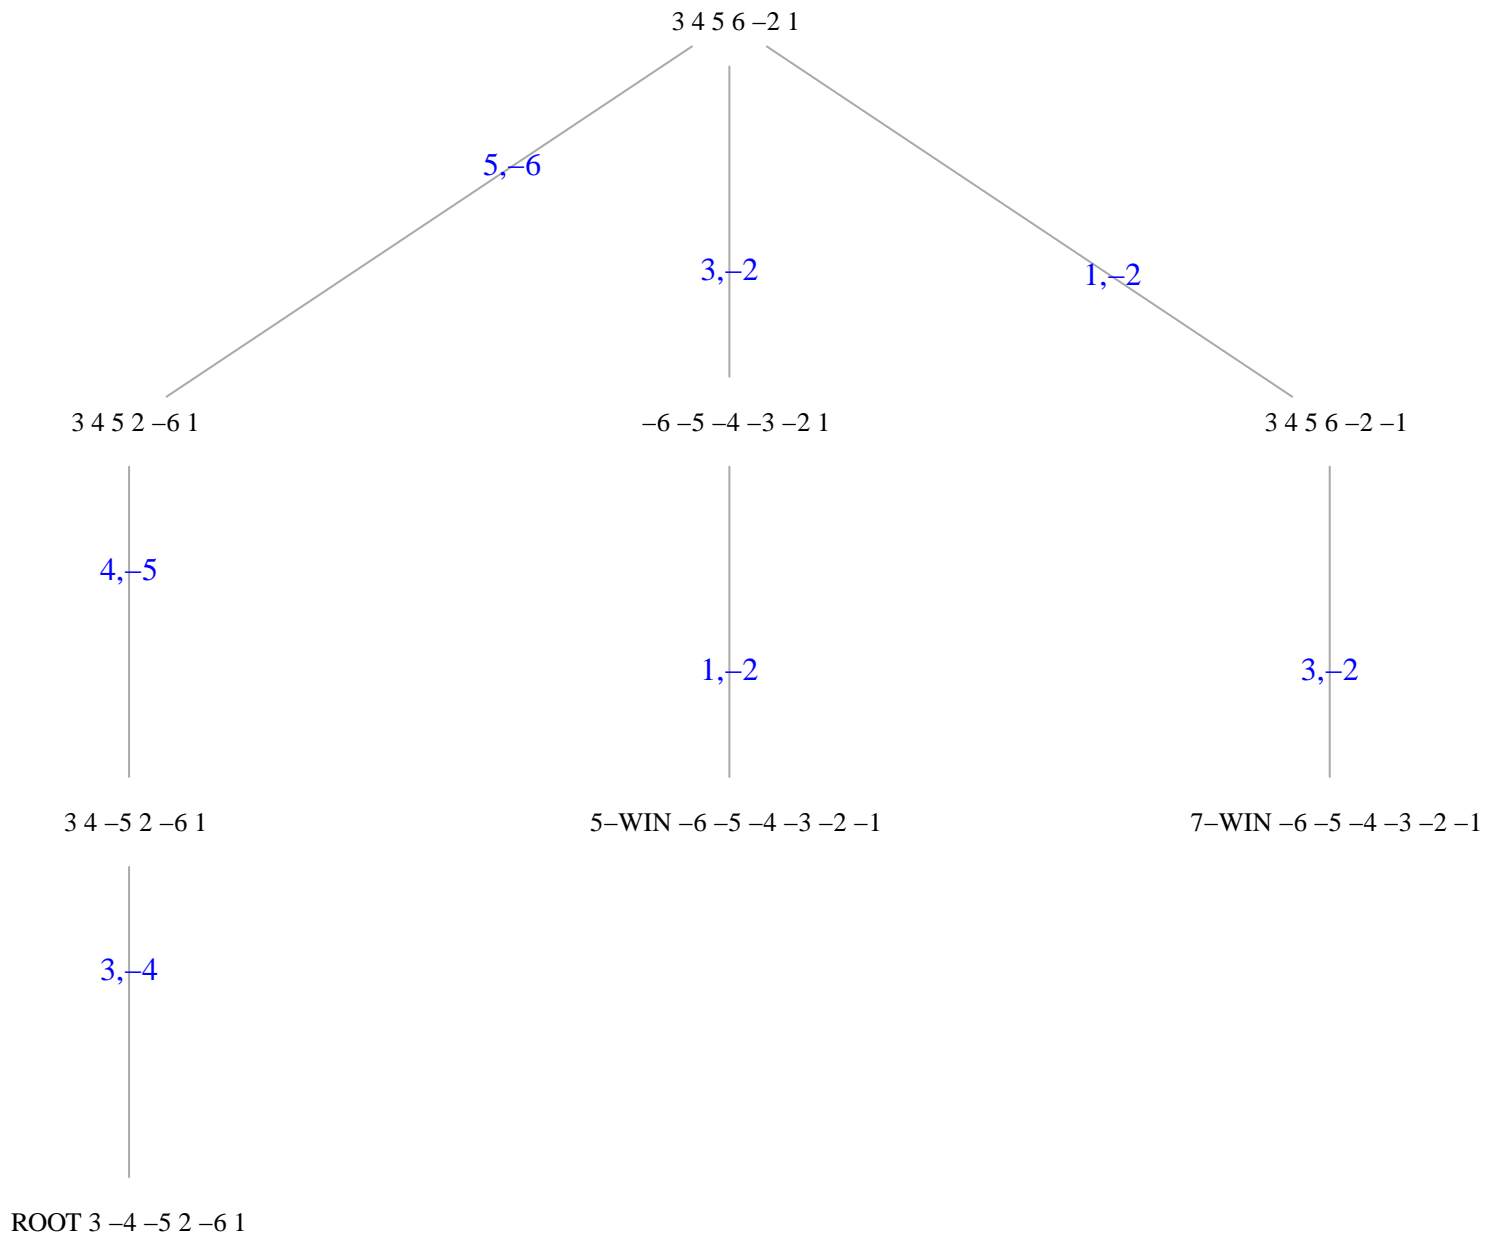 3 4 5 6 –2 1
5,–6
3,–2
1,–2
3 4 5 2 –6 1
–6 –5 –4 –3 –2 1
3 4 5 6 –2 –1
4,–5
1,–2
3,–2
3 4 –5 2 –6 1
5–WIN –6 –5 –4 –3 –2 –1
7–WIN –6 –5 –4 –3 –2 –1
3,–4
ROOT 3 –4 –5 2 –6 1